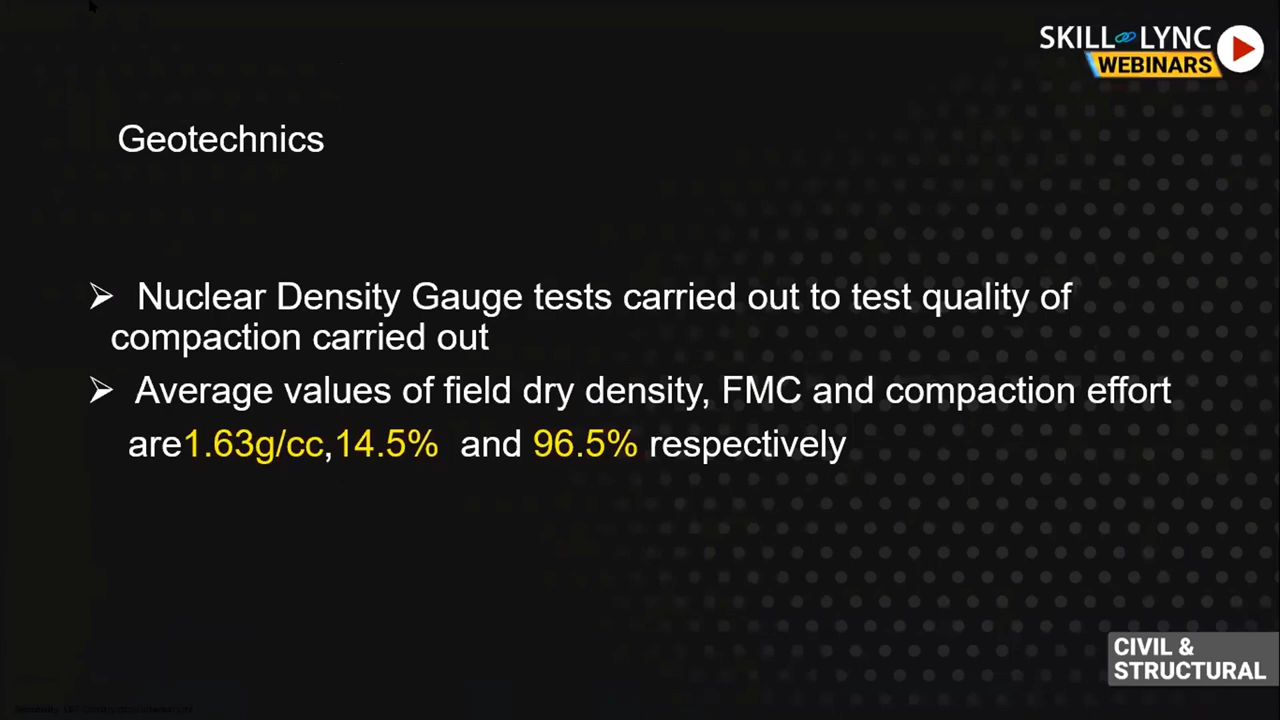 SKILL LYNC
WEBINARS
Geotechnics
➢ Nuclear Density Gauge tests carried out to test quality of
compaction carried out
➢ Average values of field dry density, FMC and compaction effort
are1.63g/cc,14.5% and 96.5% respectively
CIVIL &
STRUCTURAL